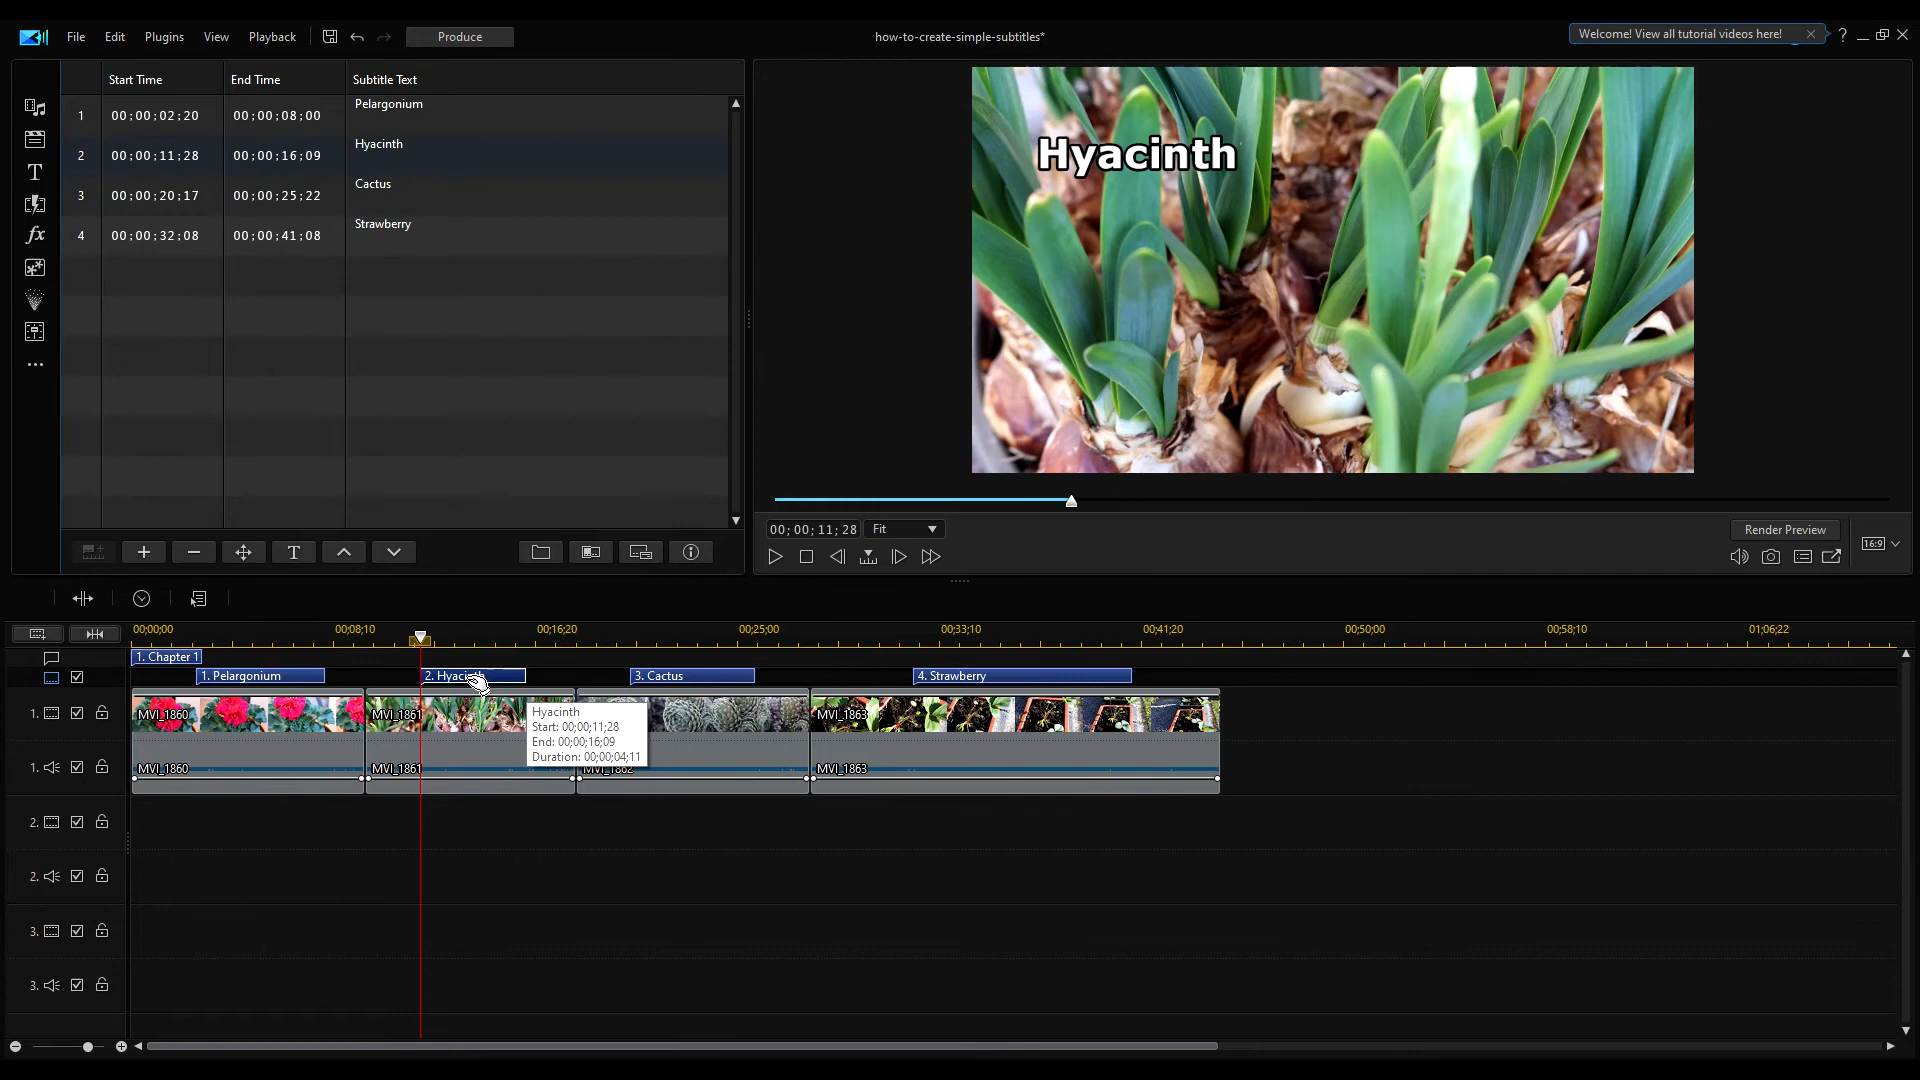 File Edit Plugins View Playback Produce how-to-create-simple-subtitles* Welcome! View all tutorial videos here!
Start Time End Time Subtitle Text
1 00;00;02;20 00;00;08;00 Pelargonium
2 00;00;11;28 00;00;16;09 Hyacinth
3 00;00;20;17 00;00;25;22 Cactus
4 00;00;32;08 00;00;41;08 Strawberry
Hyacinth
00; 00; 11; 28 Fit Render Preview
16:9
00;00;00 00;08;10 00;16;20 00;25;00 00;33;10 00;41;20 00;50;00 00;58;10 01;06;22
1. Chapter 1
1. Pelargonium 2. Hyacinth 3. Cactus 4. Strawberry
1. MVI_1860 MVI_1861 MVI_1863
Hyacinth
Start: 00;00;11;28
End: 00;00;16;09
Duration: 00;00;04;11
1. MVI_1860 MVI_1861 MVI_1862 MVI_1863
2.
2.
3.
3.